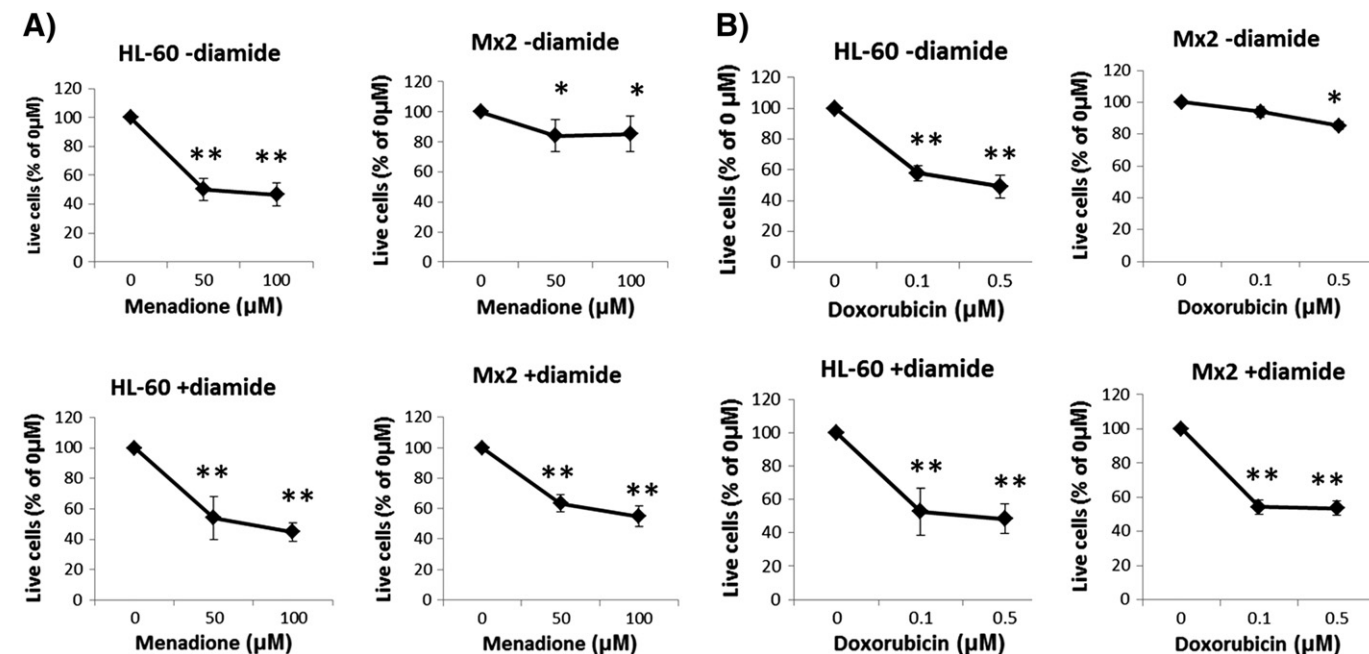 A)
HL-60 -diamide
Live cells (% of 0µM)
120
100
80
60
40
20
0
**
**
0 50 100
Menadione (µM)
Mx2 -diamide
Live cells (% of 0µM)
120
100
80
60
40
20
0
*
*
0 50 100
Menadione (µM)
B)
HL-60 -diamide
Live cells (% of 0 µM)
120
100
80
60
40
20
0
**
**
0 0.1 0.5
Doxorubicin (µM)
Mx2 -diamide
Live cells (% of 0µM)
120
100
80
60
40
20
0
*
0 0.1 0.5
Doxorubicin (µM)
HL-60 +diamide
Live cells (% of 0µM)
120
100
80
60
40
20
0
**
**
0 50 100
Menadione (µM)
Mx2 +diamide
Live cells (% of 0µM)
120
100
80
60
40
20
0
**
**
0 50 100
Menadione (µM)
HL-60 +diamide
Live cells (% of 0µM)
120
100
80
60
40
20
0
**
**
0 0.1 0.5
Doxorubicin (µM)
Mx2 +diamide
Live cells (% of 0µM)
120
100
80
60
40
20
0
**
**
0 0.1 0.5
Doxorubicin (µM)